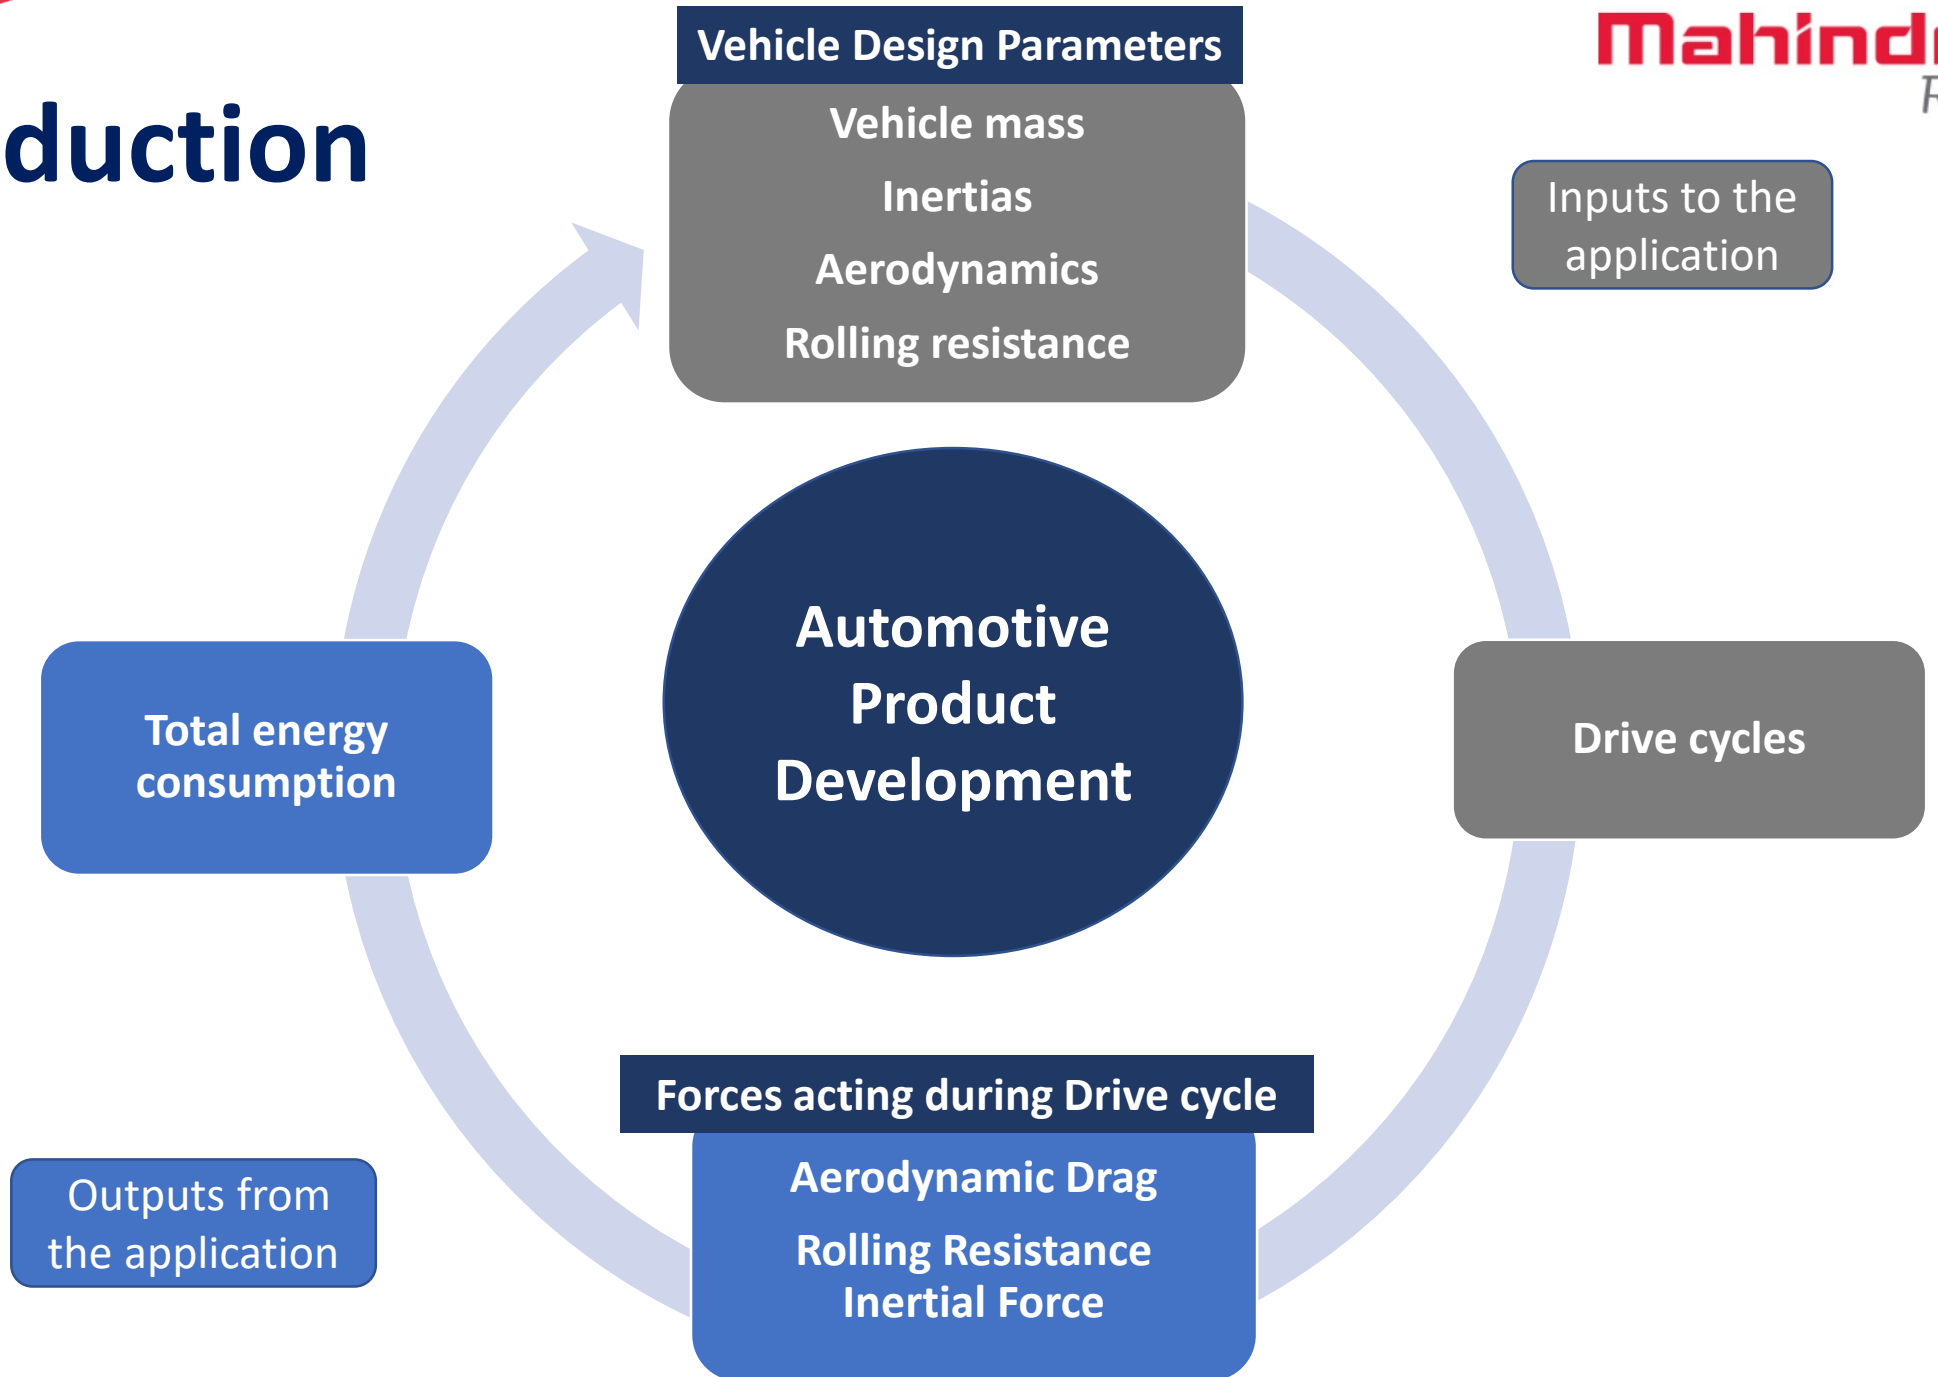 duction
Vehicle Design Parameters
Vehicle mass
Inertias
Aerodynamics
Rolling resistance
Inputs to the
application
Automotive
Product
Development
Total energy
consumption
Drive cycles
Forces acting during Drive cycle
Aerodynamic Drag
Rolling Resistance
Inertial Force
Outputs from
the application